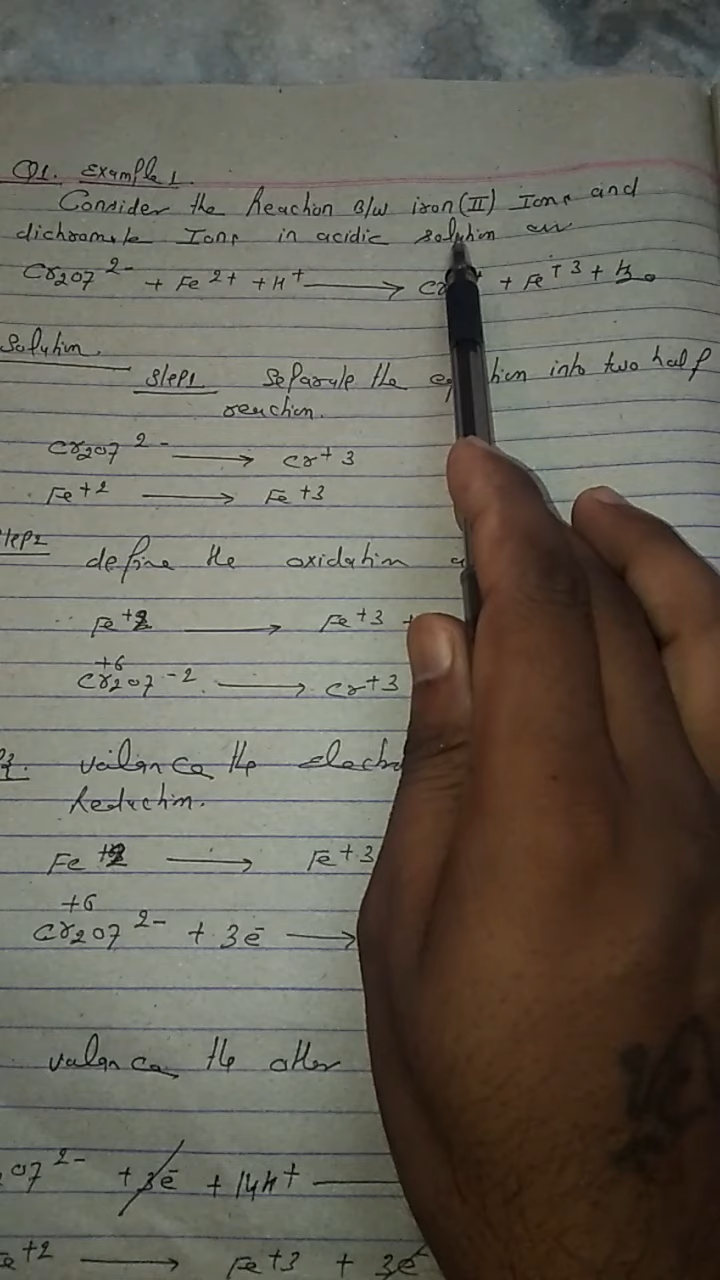 Q1. Example 1.
Consider the Reaction B/w iron (II) Ions and
dichromate Ions in acidic solution as
Cr2O7 2- + Fe 2+ + H+ → Cr + Fe+3 + H2O
Solution.
Step1 Separate the into two half
reaction.
Cr2O7 2- → Cr+3
Fe+2 → Fe+3
Step2 define the oxidation
Fe+2 → Fe+3 +
+6
Cr2O7-2 → Cr+3
valance the
Reduction.
Fe+2 → Fe+3
+6
Cr2O7 2- + 3e- →
valance the other
O7 2- + 3e- + 14H+
Fe+2 → Fe+3 + 3e-